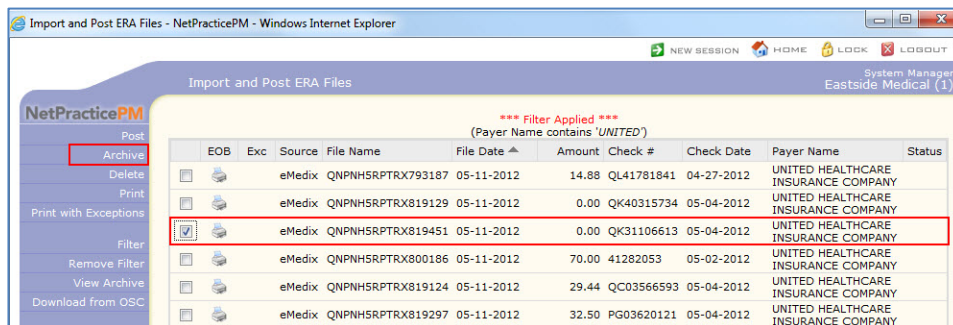 Import and Post ERA Files - NetPracticePM - Windows Internet Explorer
NEW SESSION HOME LOCK LOGOUT
Import and Post ERA Files
System Manager
Eastside Medical (1)
NetPracticePM
Post
Archive
Delete
Print
Print with Exceptions
Filter
Remove Filter
View Archive
Download from OSC
*** Filter Applied ***
(Payer Name contains 'UNITED')
EOB Exc Source File Name File Date Amount Check # Check Date Payer Name Status
eMedix QNPNH5RPTRX793187 05-11-2012 14.88 QL41781841 04-27-2012 UNITED HEALTHCARE
INSURANCE COMPANY
eMedix QNPNH5RPTRX819129 05-11-2012 0.00 QK40315734 05-04-2012 UNITED HEALTHCARE
INSURANCE COMPANY
eMedix QNPNH5RPTRX819451 05-11-2012 0.00 QK31106613 05-04-2012 UNITED HEALTHCARE
INSURANCE COMPANY
eMedix QNPNH5RPTRX800186 05-11-2012 70.00 41282053 05-02-2012 UNITED HEALTHCARE
INSURANCE COMPANY
eMedix QNPNH5RPTRX819124 05-11-2012 29.44 QC03566593 05-04-2012 UNITED HEALTHCARE
INSURANCE COMPANY
eMedix QNPNH5RPTRX819297 05-11-2012 32.50 PG03620121 05-04-2012 UNITED HEALTHCARE
INSURANCE COMPANY